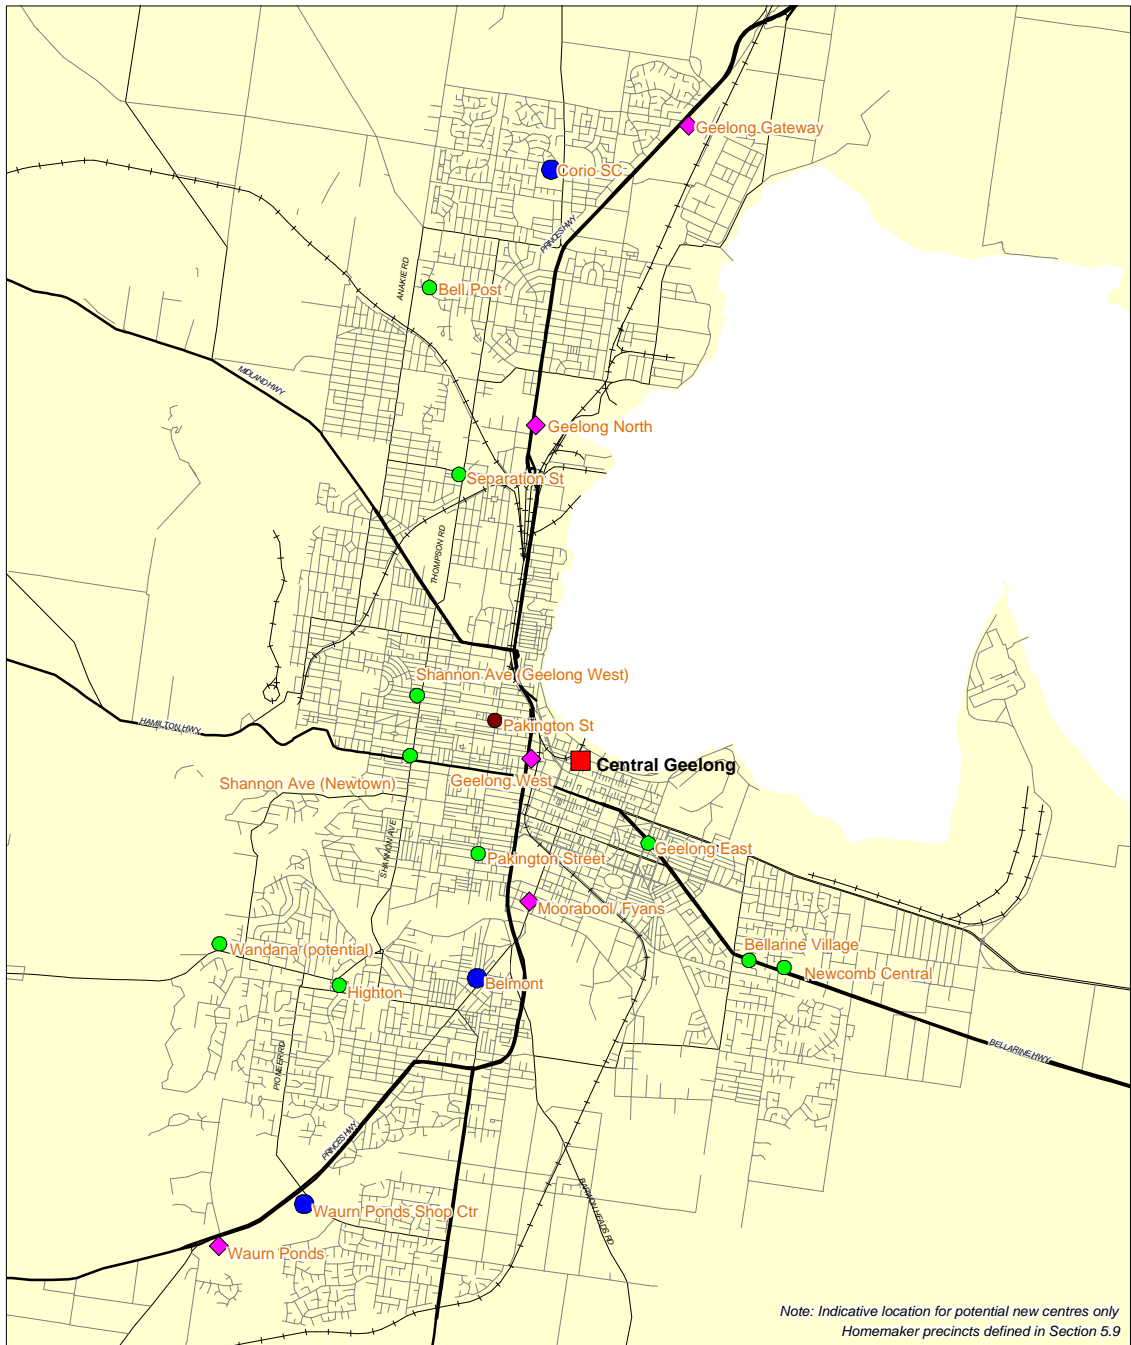 Geelong Gateway
Corio SC
PRINCES HWY
ANAKIE RD
Bell Post
MIDLAND HWY
Geelong North
Separation St
THOMPSON RD
Shannon Ave (Geelong West)
Pakington St
HAMILTON HWY
Central Geelong
Geelong West
Shannon Ave (Newtown)
SHANNON AVE
Geelong East
Pakington Street
Moorabool/ Fyans
Wandana (potential)
Bellarine Village
Newcomb Central
Highton
Belmont
BELLARINE HWY
PIONEER RD
PRINCES HWY
BARWON HEADS RD
Waurn Ponds Shop Ctr
Waurn Ponds
Note: Indicative location for potential new centres only
Homemaker precincts defined in Section 5.9